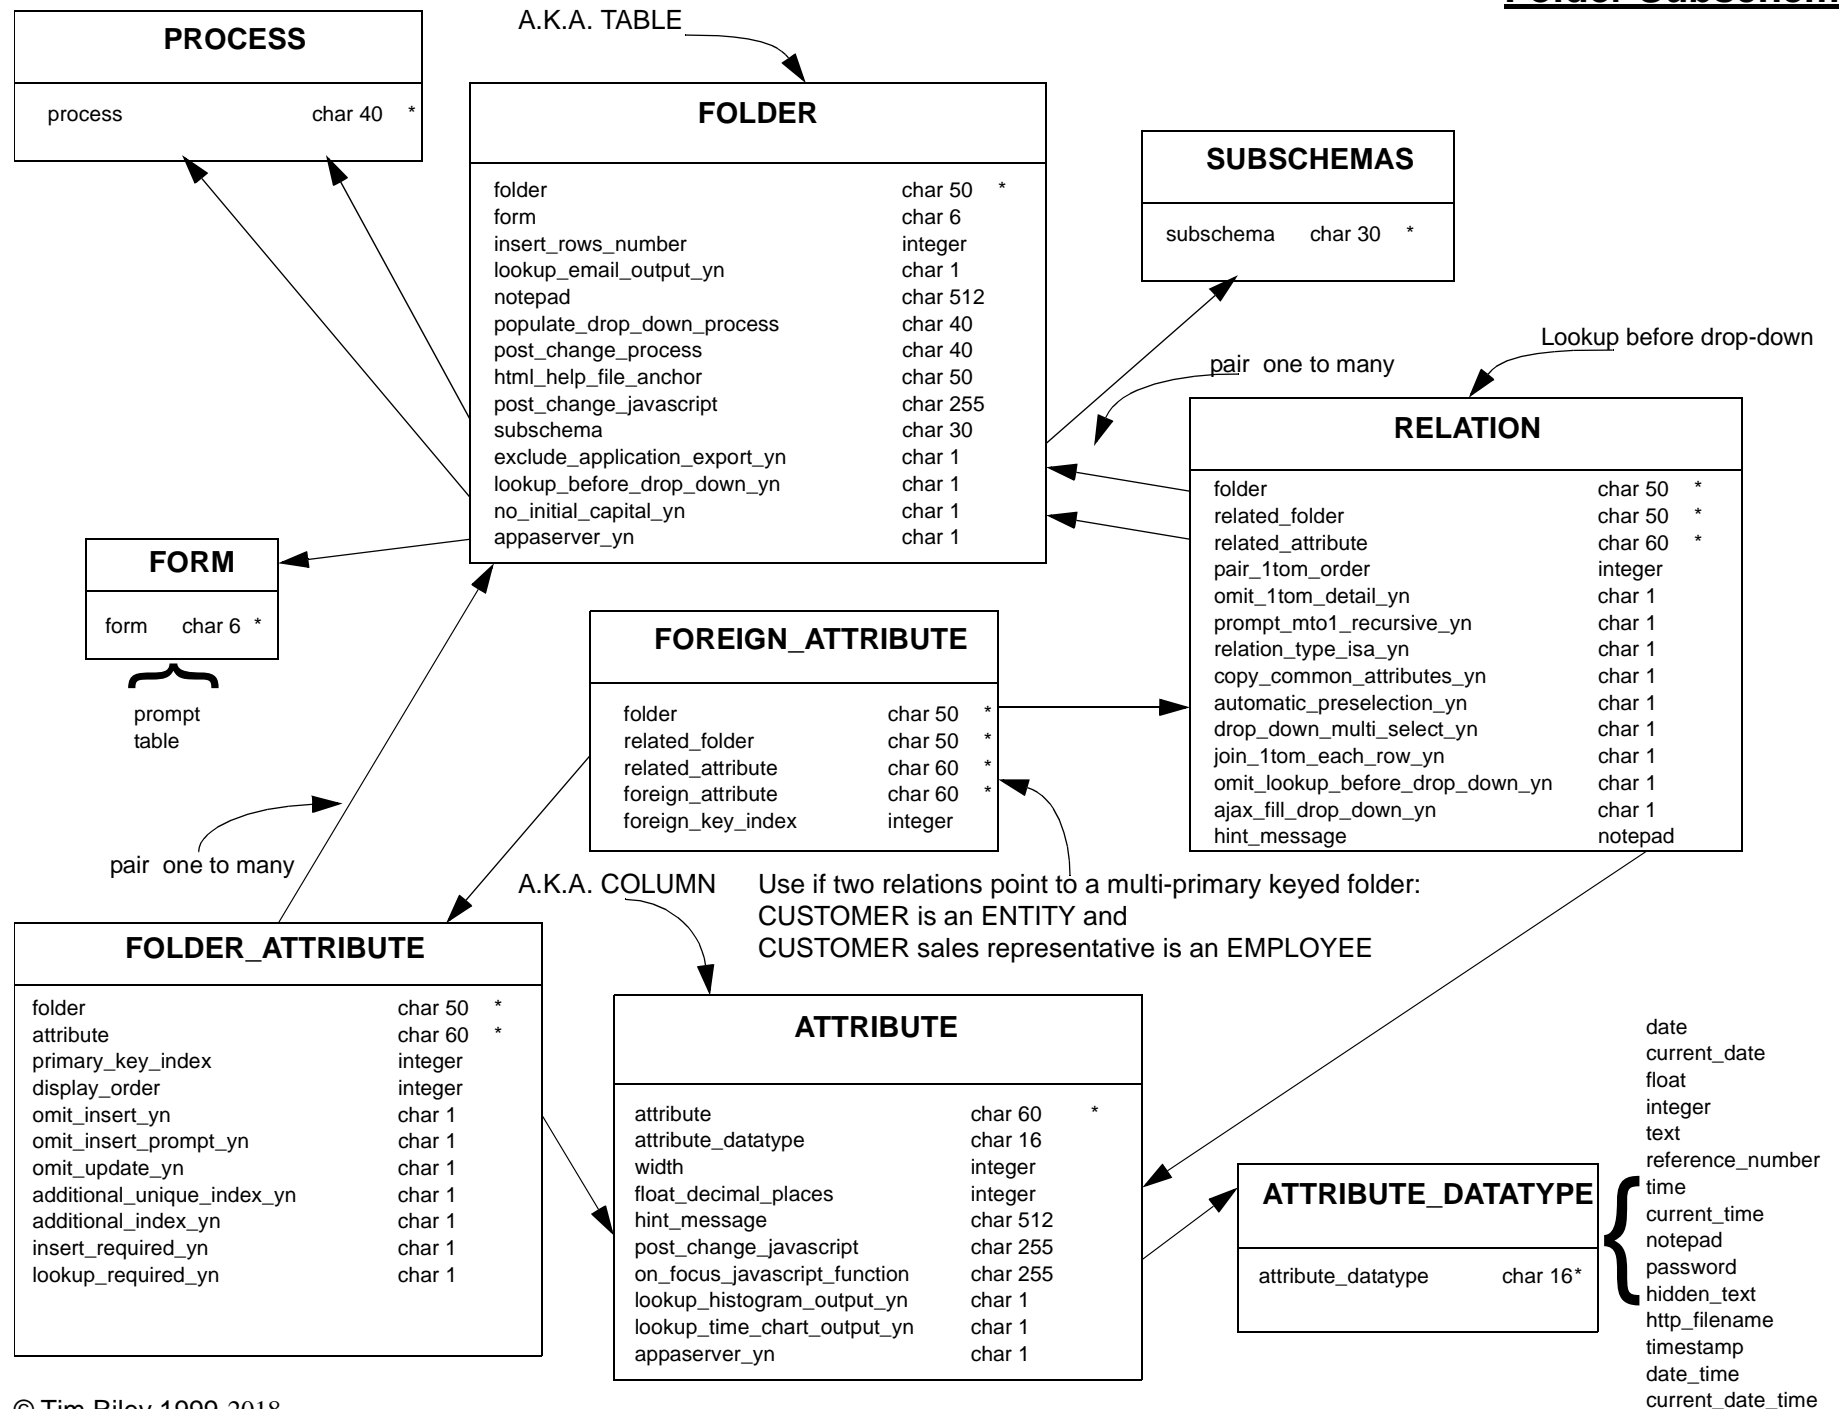 Folder Subschem
A.K.A. TABLE
PROCESS
process char 40 *
FOLDER
folder char 50 *
form char 6
insert_rows_number integer
lookup_email_output_yn char 1
notepad char 512
populate_drop_down_process char 40
post_change_process char 40
html_help_file_anchor char 50
post_change_javascript char 255
subschema char 30
exclude_application_export_yn char 1
lookup_before_drop_down_yn char 1
no_initial_capital_yn char 1
appaserver_yn char 1
SUBSCHEMAS
subschema char 30 *
Lookup before drop-down
pair one to many
RELATION
folder char 50 *
related_folder char 50 *
related_attribute char 60 *
pair_1tom_order integer
omit_1tom_detail_yn char 1
prompt_mto1_recursive_yn char 1
relation_type_isa_yn char 1
copy_common_attributes_yn char 1
automatic_preselection_yn char 1
drop_down_multi_select_yn char 1
join_1tom_each_row_yn char 1
omit_lookup_before_drop_down_yn char 1
ajax_fill_drop_down_yn char 1
hint_message notepad
FORM
form char 6 *
prompt
table
FOREIGN_ATTRIBUTE
folder char 50 *
related_folder char 50 *
related_attribute char 60 *
foreign_attribute char 60 *
foreign_key_index integer
pair one to many
A.K.A. COLUMN
Use if two relations point to a multi-primary keyed folder:
CUSTOMER is an ENTITY and
CUSTOMER sales representative is an EMPLOYEE
FOLDER_ATTRIBUTE
folder char 50 *
attribute char 60 *
primary_key_index integer
display_order integer
omit_insert_yn char 1
omit_insert_prompt_yn char 1
omit_update_yn char 1
additional_unique_index_yn char 1
additional_index_yn char 1
insert_required_yn char 1
lookup_required_yn char 1
ATTRIBUTE
attribute char 60 *
attribute_datatype char 16
width integer
float_decimal_places integer
hint_message char 512
post_change_javascript char 255
on_focus_javascript_function char 255
lookup_histogram_output_yn char 1
lookup_time_chart_output_yn char 1
appaserver_yn char 1
ATTRIBUTE_DATATYPE
attribute_datatype char 16*
date
current_date
float
integer
text
reference_number
time
current_time
notepad
password
hidden_text
http_filename
timestamp
date_time
current_date_time
© Tim Riley 1999-2018